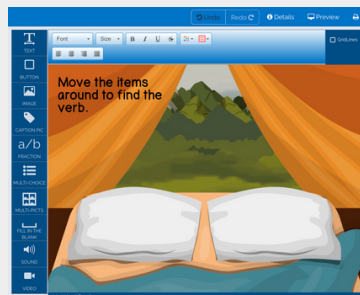 Undo Redo Details Preview
TEXT
Font Size B I U S
GridLines
BUTTON
IMAGE
CAPTION PIC
a/b
FRACTION
MULTI-CHOICE
MULTI-PICTS
FILL IN THE
BLANK
SOUND
VIDEO
Move the items
around to find the
verb.